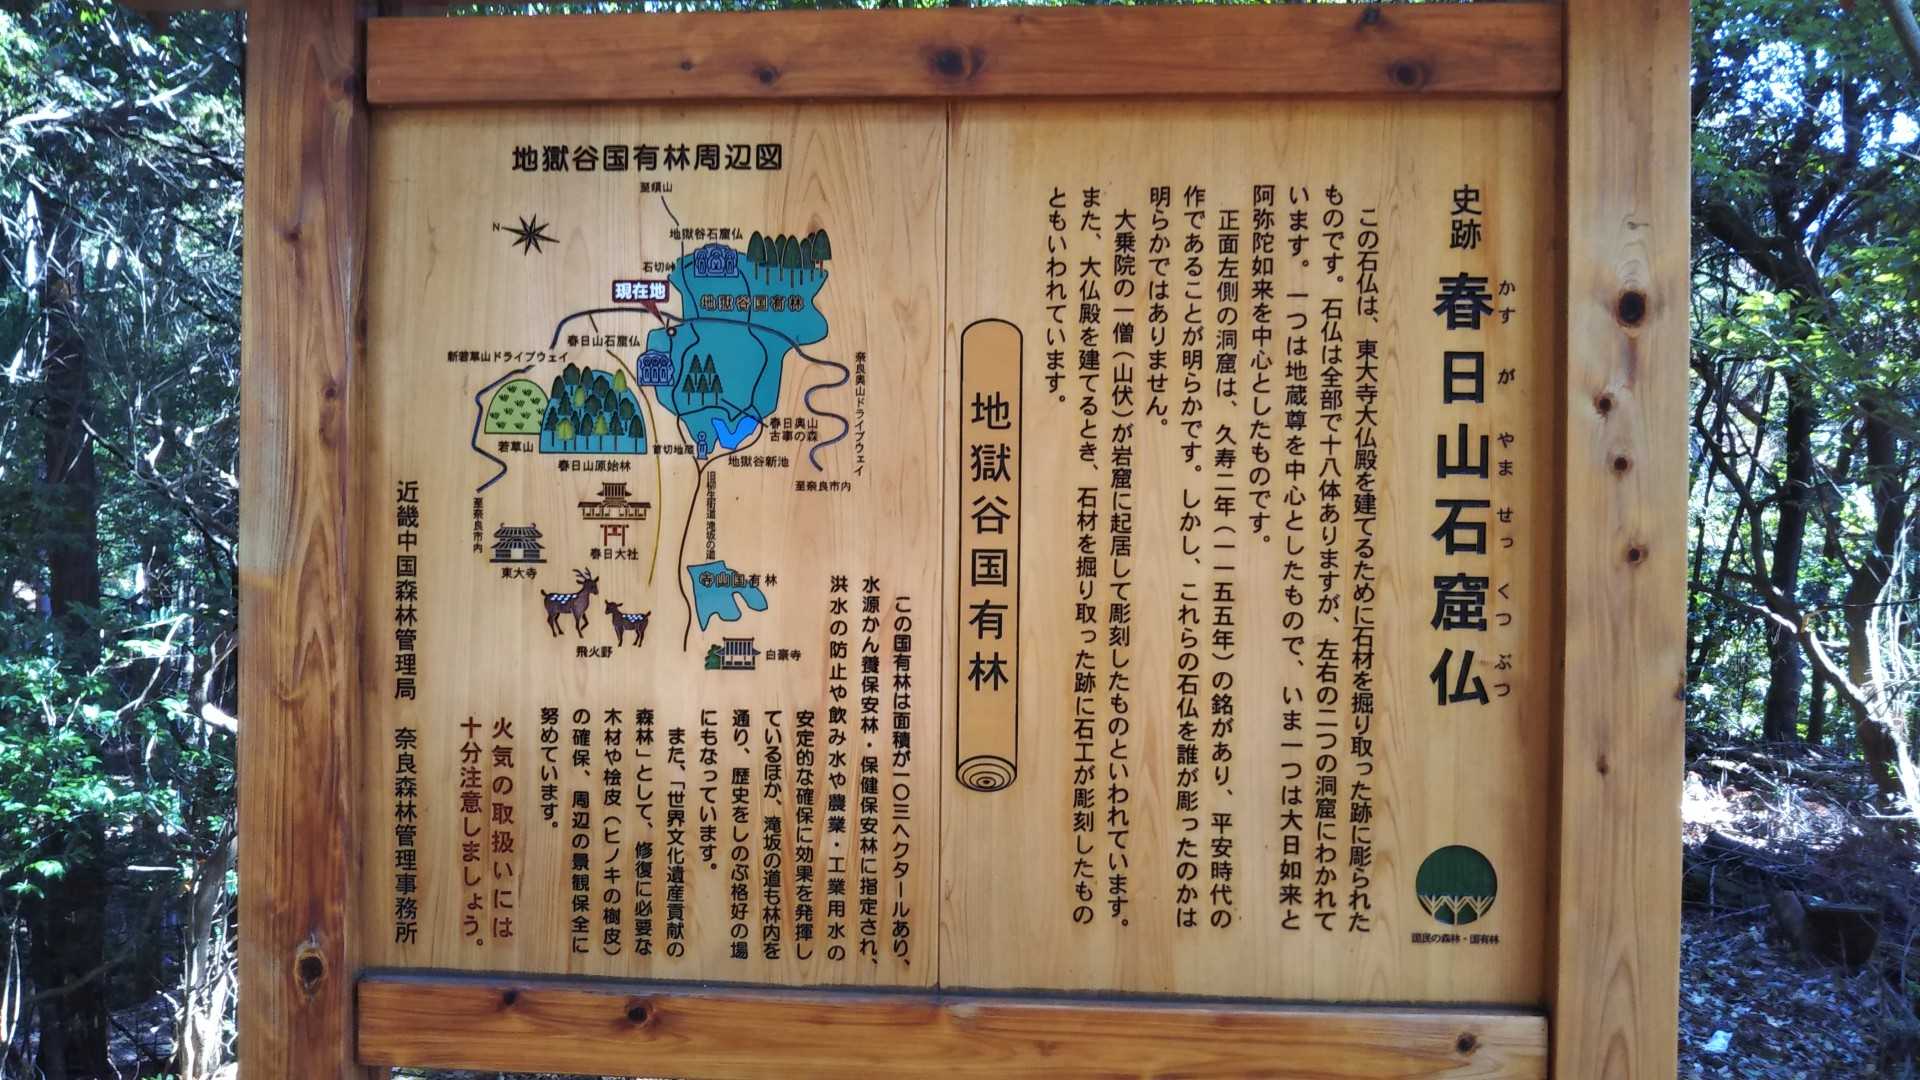 史跡 春日山石窟仏
かすがやませっくつぶつ
この石仏は、東大寺大仏殿を建てるために石材を掘り取った跡に彫られた
ものです。石仏は全部で十八体ありますが、左右の二つの洞窟にわかれて
います。一つは地蔵尊を中心としたもので、いま一つは大日如来と
阿弥陀如来を中心としたものです。
正面左側の洞窟は、久寿二年（一一五五年）の銘があり、平安時代の
作であることが明らかです。しかし、これらの石仏を誰が彫ったのかは
明らかではありません。
大乗院の一僧（山伏）が岩窟に起居して彫刻したものといわれています。
また、大仏殿を建てるとき、石材を掘り取った跡に石工が彫刻したもの
ともいわれています。
国民の森林・国有林
地獄谷国有林
この国有林は面積が一〇三ヘクタールあり、
水源かん養保安林・保健保安林に指定され、
洪水の防止や飲み水や農業・工業用水の
安定的な確保に効果を発揮し
ているほか、滝坂の道も林内を
通り、歴史をしのぶ格好の場
にもなっています。
また、「世界文化遺産貢献の
森林」として、修復に必要な
木材や桧皮（ヒノキの樹皮）
の確保、周辺の景観保全に
努めています。
火気の取扱いには
十分注意しましょう。
近畿中国森林管理局 奈良森林管理事務所
地獄谷国有林周辺図
N
地獄谷石窟仏
石切峠
現在地
地獄谷国有林
春日山石窟仏
新若草山ドライブウェイ
奈良奥山ドライブウェイ
若草山
春日山原始林
首切地蔵
春日奥山
古事の森
地獄谷新池
至奈良市内
至奈良市内
旧柳生街道 滝坂の道
春日大社
東大寺
寺山国有林
飛火野
白豪寺